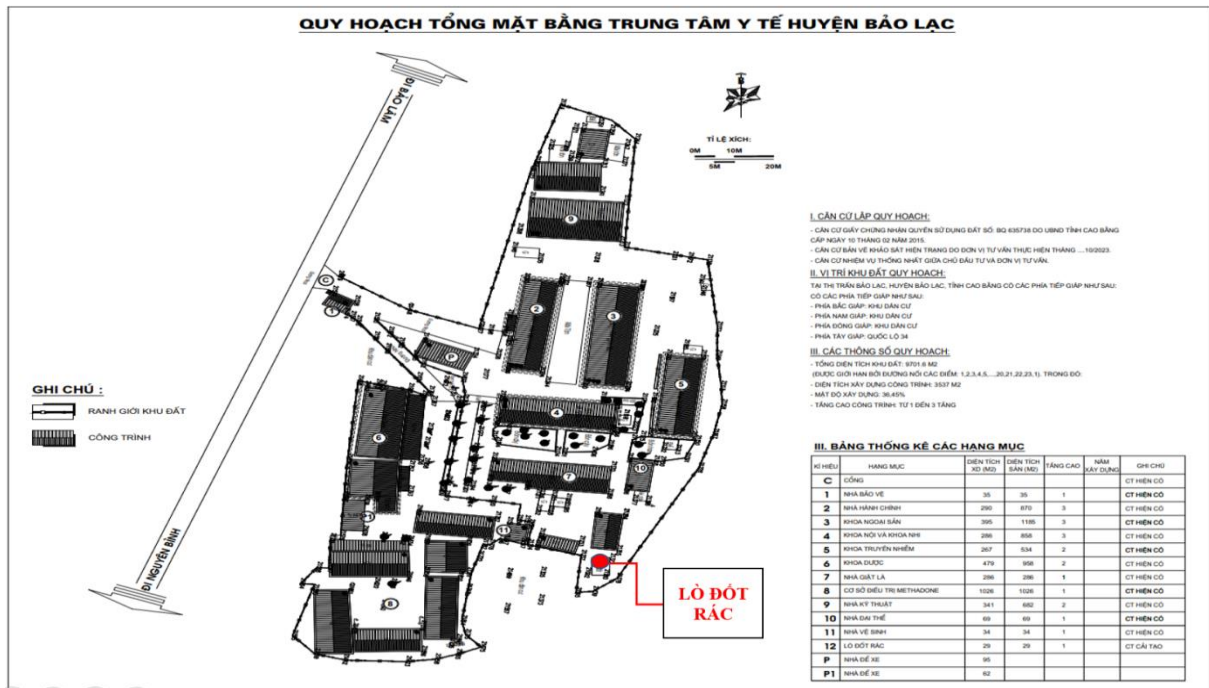 QUY HOẠCH TỔNG MẶT BẰNG TRUNG TÂM Y TẾ HUYỆN BẢO LẠC
ĐI BẢO LÂM
ĐI NGUYÊN BÌNH
B
TỈ LỆ XÍCH:
0M 10M
5M 20M
GHI CHÚ :
RANH GIỚI KHU ĐẤT
CÔNG TRÌNH
C
1
P
2
3
4
5
6
7
8
9
10
11
P1
LÒ ĐỐT
RÁC
I. CĂN CỨ LẬP QUY HOẠCH:
- CĂN CỨ GIẤY CHỨNG NHẬN QUYỀN SỬ DỤNG ĐẤT SỐ: BQ 635738 DO UBND TỈNH CAO BẰNG
CẤP NGÀY 10 THÁNG 02 NĂM 2015.
- CĂN CỨ BẢN VẼ KHẢO SÁT HIỆN TRẠNG DO ĐƠN VỊ TƯ VẤN THỰC HIỆN THÁNG ....10/2023.
- CĂN CỨ NHIỆM VỤ THỐNG NHẤT GIỮA CHỦ ĐẦU TƯ VÀ ĐƠN VỊ TƯ VẤN.
II. VỊ TRÍ KHU ĐẤT QUY HOẠCH:
TẠI THỊ TRẤN BẢO LẠC, HUYỆN BẢO LẠC, TỈNH CAO BẰNG CÓ CÁC PHÍA TIẾP GIÁP NHƯ SAU:
CÓ CÁC PHÍA TIẾP GIÁP NHƯ SAU:
- PHÍA BẮC GIÁP: KHU DÂN CƯ
- PHÍA NAM GIÁP: KHU DÂN CƯ
- PHÍA ĐÔNG GIÁP: KHU DÂN CƯ
- PHÍA TÂY GIÁP: QUỐC LỘ 34
III. CÁC THÔNG SỐ QUY HOẠCH:
- TỔNG DIỆN TÍCH KHU ĐẤT: 9701.6 M2
(ĐƯỢC GIỚI HẠN BỞI ĐƯỜNG NỐI CÁC ĐIỂM: 1,2,3,4,5,...,20,21,22,23,1). TRONG ĐÓ:
- DIỆN TÍCH XÂY DỰNG CÔNG TRÌNH: 3537 M2
- MẬT ĐỘ XÂY DỰNG: 36.45%
- TẦNG CAO CÔNG TRÌNH: TỪ 1 ĐẾN 3 TẦNG
III. BẢNG THỐNG KÊ CÁC HẠNG MỤC
KÍ HIỆU HẠNG MỤC DIỆN TÍCH XD (M2) DIỆN TÍCH SÀN (M2) TẦNG CAO NĂM XÂY DỰNG GHI CHÚ
C CỔNG CT HIỆN CÓ
1 NHÀ BẢO VỆ 35 35 1 CT HIỆN CÓ
2 NHÀ HÀNH CHÍNH 290 870 3 CT HIỆN CÓ
3 KHOA NGOẠI SẢN 395 1185 3 CT HIỆN CÓ
4 KHOA NỘI VÀ KHOA NHI 286 858 3 CT HIỆN CÓ
5 KHOA TRUYỀN NHIỄM 267 534 2 CT HIỆN CÓ
6 KHOA DƯỢC 479 958 2 CT HIỆN CÓ
7 NHÀ GIẶT LÀ 286 286 1 CT HIỆN CÓ
8 CƠ SỞ ĐIỀU TRỊ METHADONE 1026 1026 1 CT HIỆN CÓ
9 NHÀ KỸ THUẬT 341 682 2 CT HIỆN CÓ
10 NHÀ ĐẠI THỂ 69 69 1 CT HIỆN CÓ
11 NHÀ VỆ SINH 34 34 1 CT HIỆN CÓ
12 LÒ ĐỐT RÁC 29 29 1 CT CẢI TẠO
P NHÀ ĐỂ XE 95
P1 NHÀ ĐỂ XE 62